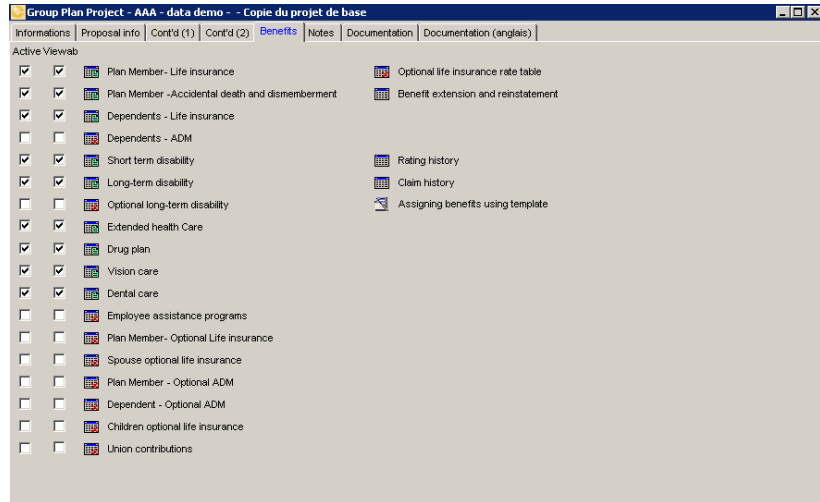 Group Plan Project - AAA - data demo - - Copie du projet de base
Informations Proposal info Cont'd (1) Cont'd (2) Benefits Notes Documentation Documentation (anglais)
Active Viewab
Plan Member- Life insurance Optional life insurance rate table
Plan Member -Accidental death and dismemberment Benefit extension and reinstatement
Dependents - Life insurance
Dependents - ADM
Short term disability Rating history
Long-term disability Claim history
Optional long-term disability Assigning benefits using template
Extended health Care
Drug plan
Vision care
Dental care
Employee assistance programs
Plan Member- Optional Life insurance
Spouse optional life insurance
Plan Member - Optional ADM
Dependent - Optional ADM
Children optional life insurance
Union contributions